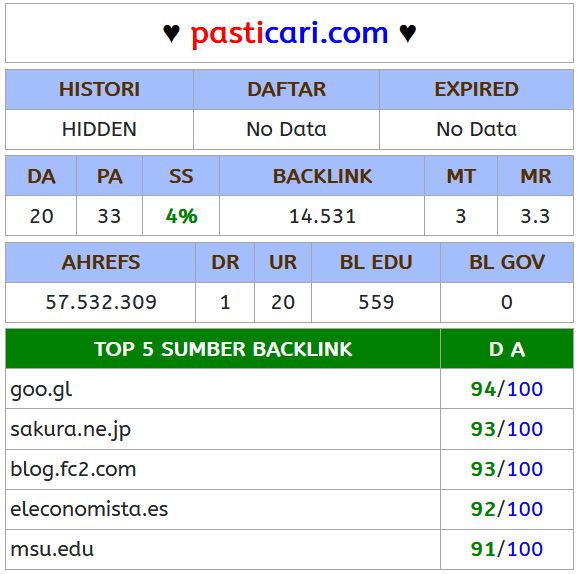 ♥ pasticari.com ♥
HISTORI DAFTAR EXPIRED
HIDDEN No Data No Data
DA PA SS BACKLINK MT MR
20 33 4% 14.531 3 3.3
AHREFS DR UR BL EDU BL GOV
57.532.309 1 20 559 0
TOP 5 SUMBER BACKLINK D A
goo.gl 94/100
sakura.ne.jp 93/100
blog.fc2.com 93/100
eleconomista.es 92/100
msu.edu 91/100